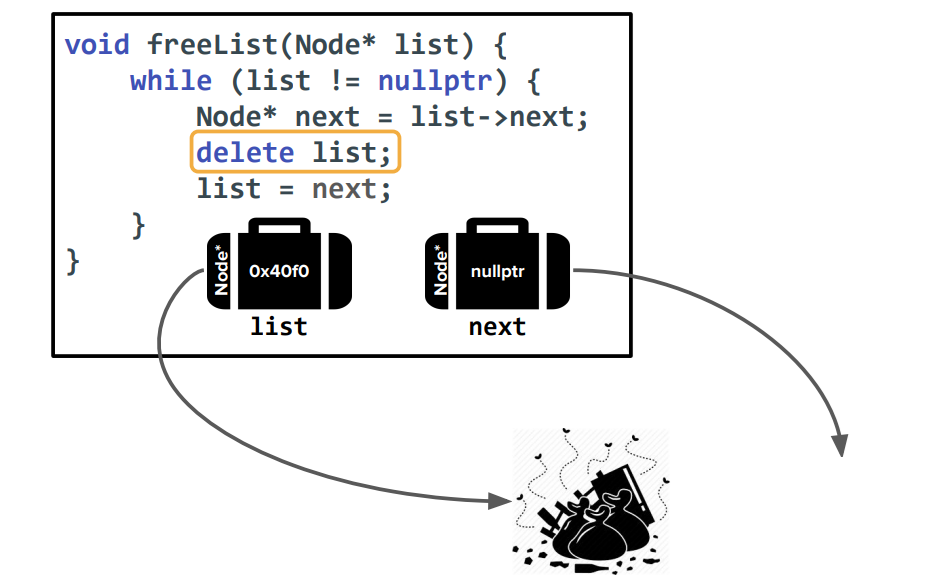 void freeList(Node* list) {
    while (list != nullptr) {
        Node* next = list->next;
        delete list;
        list = next;
    }
}
Node* 0x40f0 Node* nullptr
list next